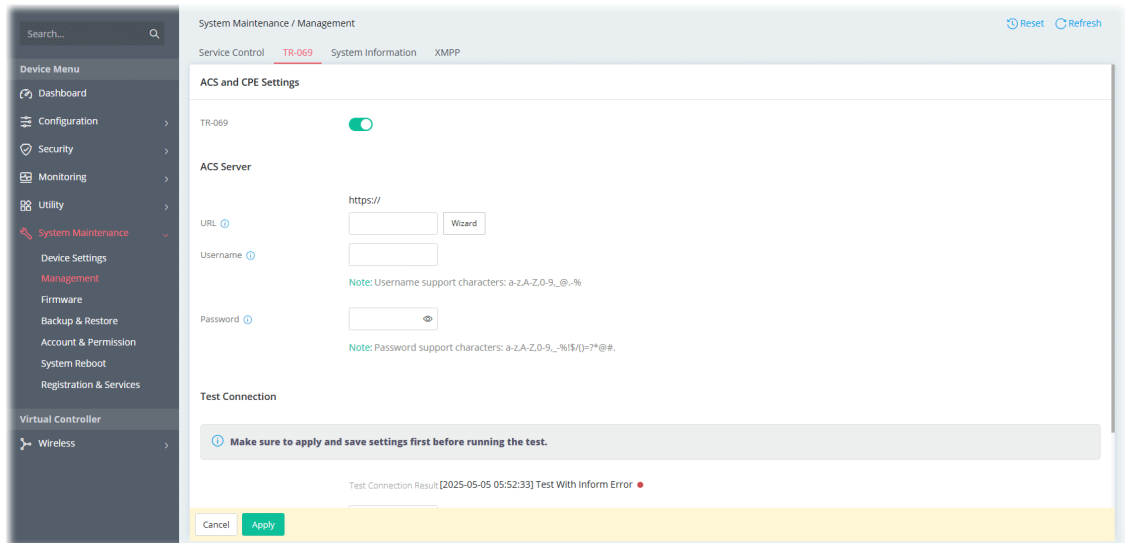 Search...
Device Menu
Dashboard
Configuration
Security
Monitoring
Utility
System Maintenance
Device Settings
Management
Firmware
Backup & Restore
Account & Permission
System Reboot
Registration & Services
Virtual Controller
Wireless
System Maintenance / Management
Reset Refresh
Service Control TR-069 System Information XMPP
ACS and CPE Settings
TR-069
ACS Server
https://
URL Wizard
Username
Note: Username support characters: a-z,A-Z,0-9,_@.-%
Password
Note: Password support characters: a-z,A-Z,0-9,_-%!$/()=?*@#.
Test Connection
Make sure to apply and save settings first before running the test.
Test Connection Result [2025-05-05 05:52:33] Test With Inform Error
Cancel Apply